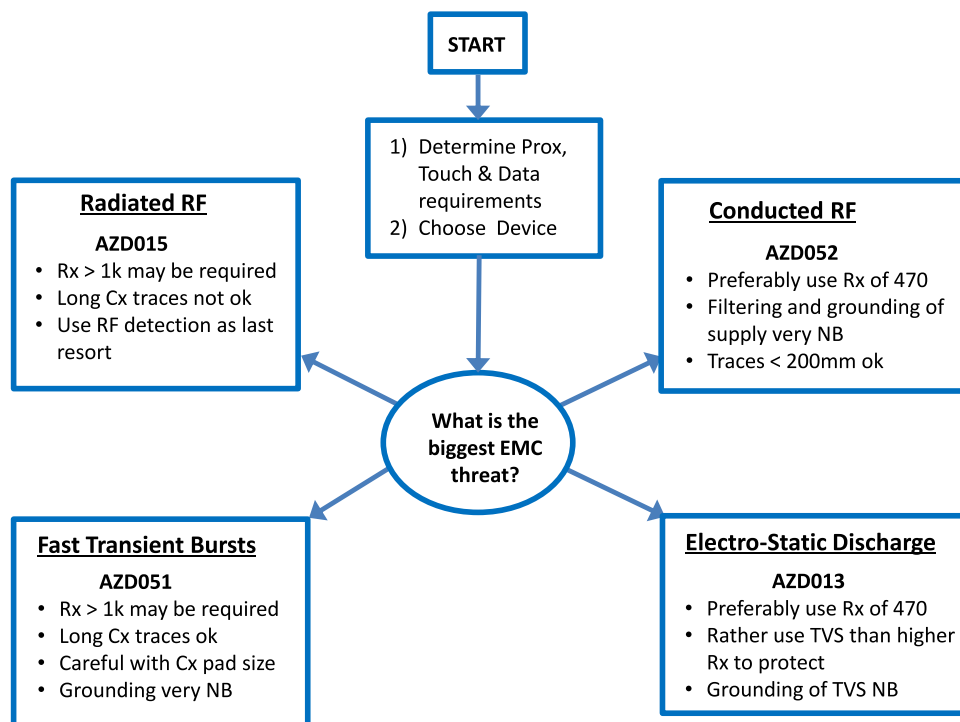 START
1) Determine Prox,
Touch & Data
requirements
2) Choose Device
Radiated RF
AZD015
• Rx > 1k may be required
• Long Cx traces not ok
• Use RF detection as last
resort
Conducted RF
AZD052
• Preferably use Rx of 470
• Filtering and grounding of
supply very NB
• Traces < 200mm ok
What is the
biggest EMC
threat?
Fast Transient Bursts
AZD051
• Rx > 1k may be required
• Long Cx traces ok
• Careful with Cx pad size
• Grounding very NB
Electro-Static Discharge
AZD013
• Preferably use Rx of 470
• Rather use TVS than higher
Rx to protect
• Grounding of TVS NB